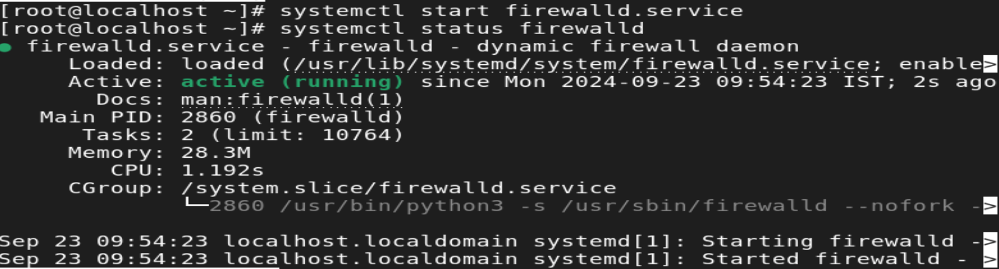 [root@localhost ~]# systemctl start firewalld.service
[root@localhost ~]# systemctl status firewalld
● firewalld.service - firewalld - dynamic firewall daemon
     Loaded: loaded (/usr/lib/systemd/system/firewalld.service; enable>
     Active: active (running) since Mon 2024-09-23 09:54:23 IST; 2s ago
       Docs: man:firewalld(1)
   Main PID: 2860 (firewalld)
      Tasks: 2 (limit: 10764)
     Memory: 28.3M
        CPU: 1.192s
     CGroup: /system.slice/firewalld.service
             └─2860 /usr/bin/python3 -s /usr/sbin/firewalld --nofork ->
Sep 23 09:54:23 localhost.localdomain systemd[1]: Starting firewalld ->
Sep 23 09:54:23 localhost.localdomain systemd[1]: Started firewalld - >